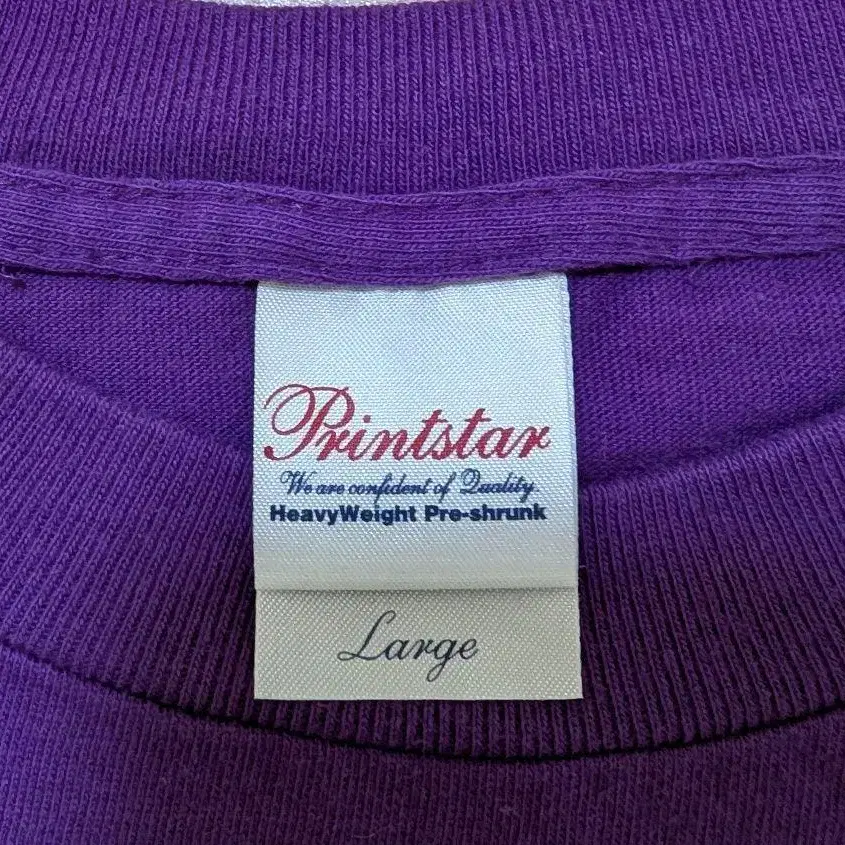 Printstar
We are confident of Quality
HeavyWeight Pre-shrunk
Large